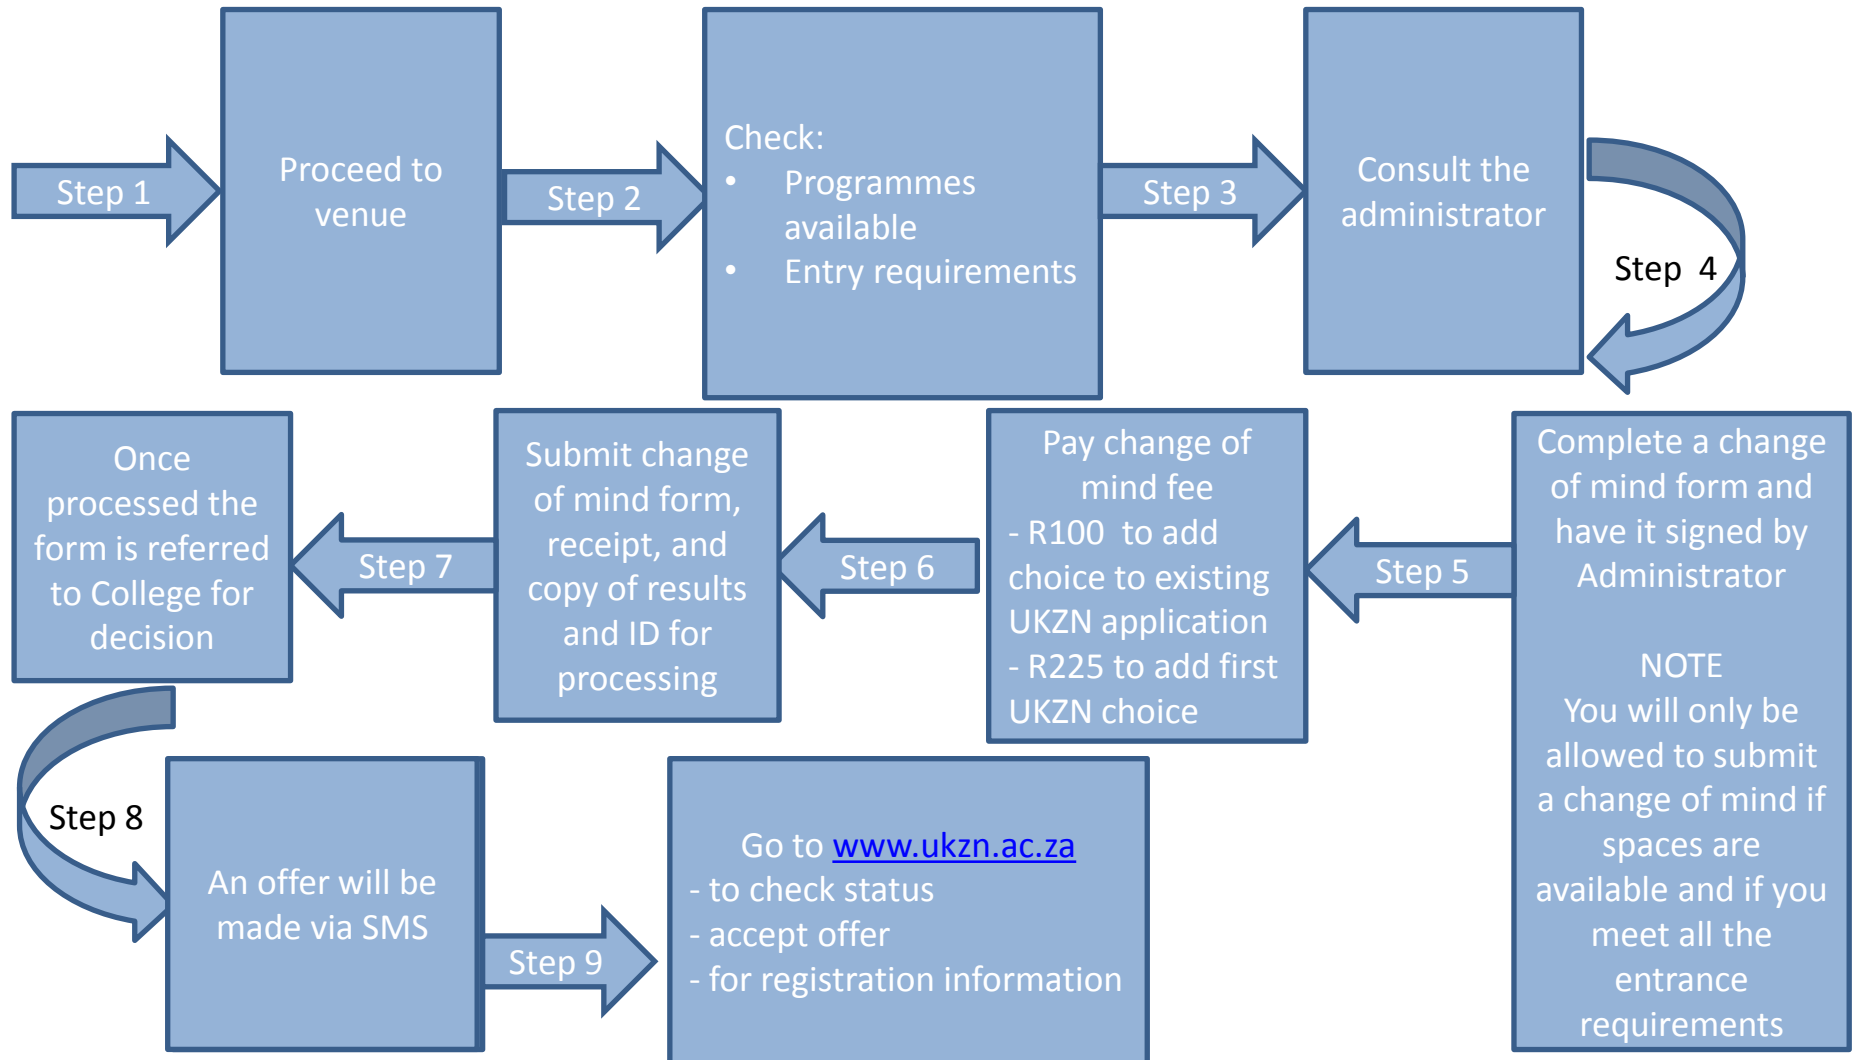 Step 1
Proceed to
venue
Step 2
Check:
• Programmes
available
• Entry requirements
Step 3
Consult the
administrator
Step  4
Complete a change
of mind form and
have it signed by
Administrator
NOTE
You will only be
allowed to submit
a change of mind if
spaces are
available and if you
meet all the
entrance
requirements
Step 5
Pay change of
mind fee
- R100  to add
choice to existing
UKZN application
- R225 to add first
UKZN choice
Step 6
Submit change
of mind form,
receipt, and
copy of results
and ID for
processing
Step 7
Once
processed the
form is referred
to College for
decision
Step 8
An offer will be
made via SMS
Step 9
Go to www.ukzn.ac.za
- to check status
- accept offer
- for registration information